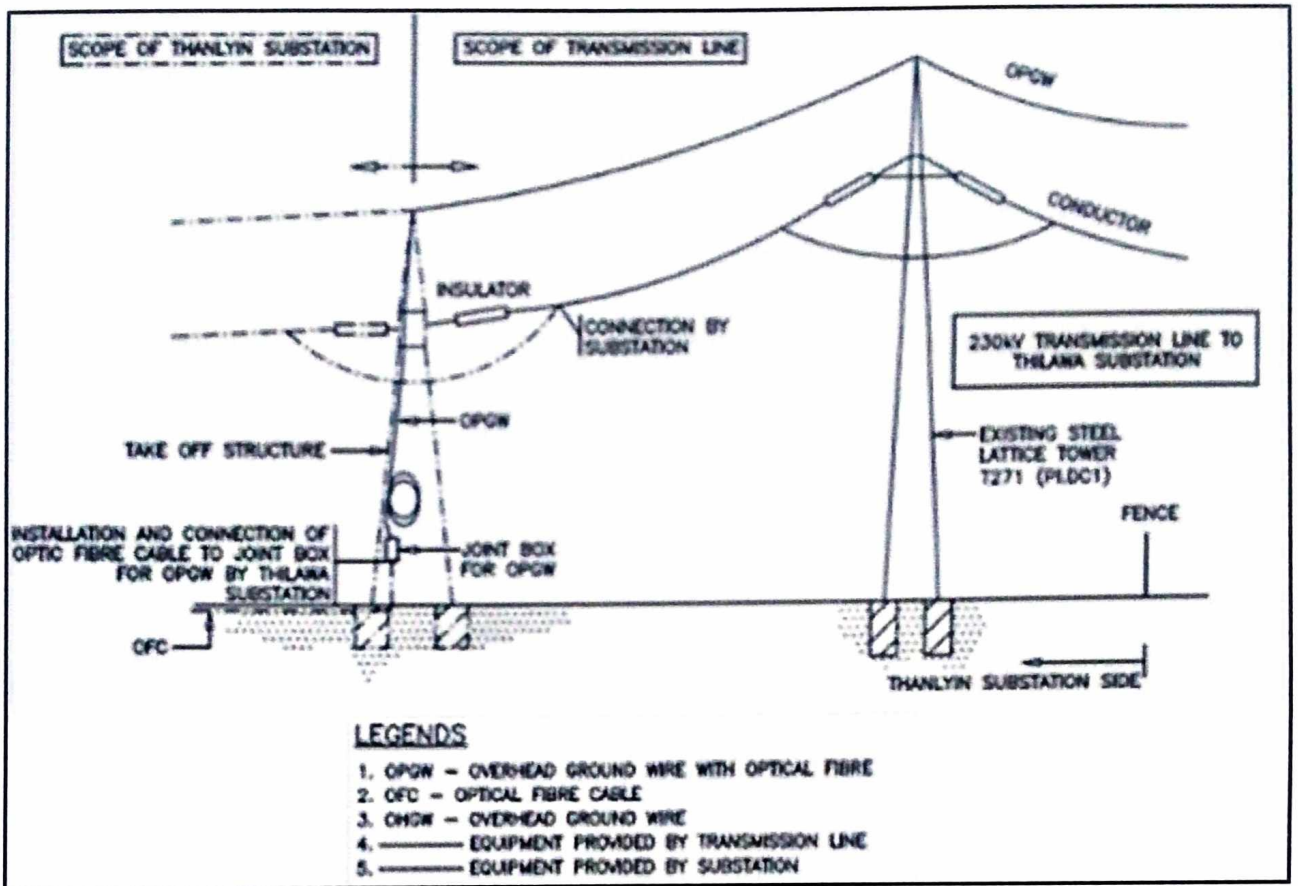 SCOPE OF THANLYIN SUBSTATION
SCOPE OF TRANSMISSION LINE
OPGW
CONDUCTOR
INSULATOR
CONNECTION BY
SUBSTATION
230kV TRANSMISSION LINE TO
THILAWA SUBSTATION
OPGW
TAKE OFF STRUCTURE
EXISTING STEEL
LATTICE TOWER
T271 (PLDC1)
FENCE
INSTALLATION AND CONNECTION OF
OPTIC FIBRE CABLE TO JOINT BOX
FOR OPGW BY THILAWA
SUBSTATION
JOINT BOX
FOR OPGW
OFC
THANLYIN SUBSTATION SIDE
LEGENDS
1. OPGW – OVERHEAD GROUND WIRE WITH OPTICAL FIBRE
2. OFC – OPTICAL FIBRE CABLE
3. OHGW – OVERHEAD GROUND WIRE
4. ——— EQUIPMENT PROVIDED BY TRANSMISSION LINE
5. ——— EQUIPMENT PROVIDED BY SUBSTATION